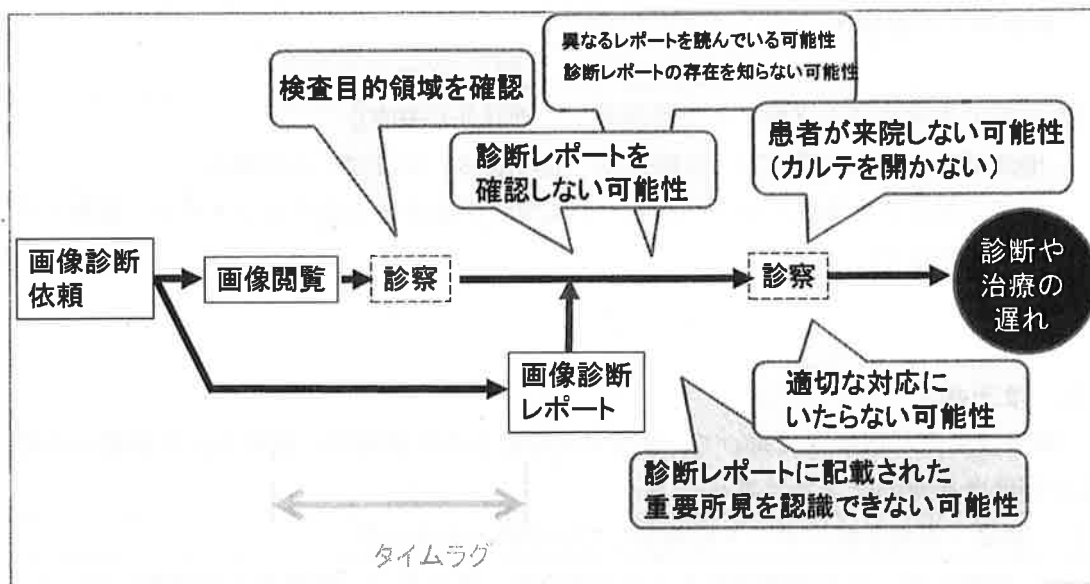 異なるレポートを読んでいる可能性
診断レポートの存在を知らない可能性
検査目的領域を確認
患者が来院しない可能性
(カルテを開かない)
診断レポートを
確認しない可能性
画像診断
依頼
画像閲覧
診察
診察
診断や
治療の
遅れ
画像診断
レポート
適切な対応に
いたらない可能性
診断レポートに記載された
重要所見を認識できない可能性
タイムラグ